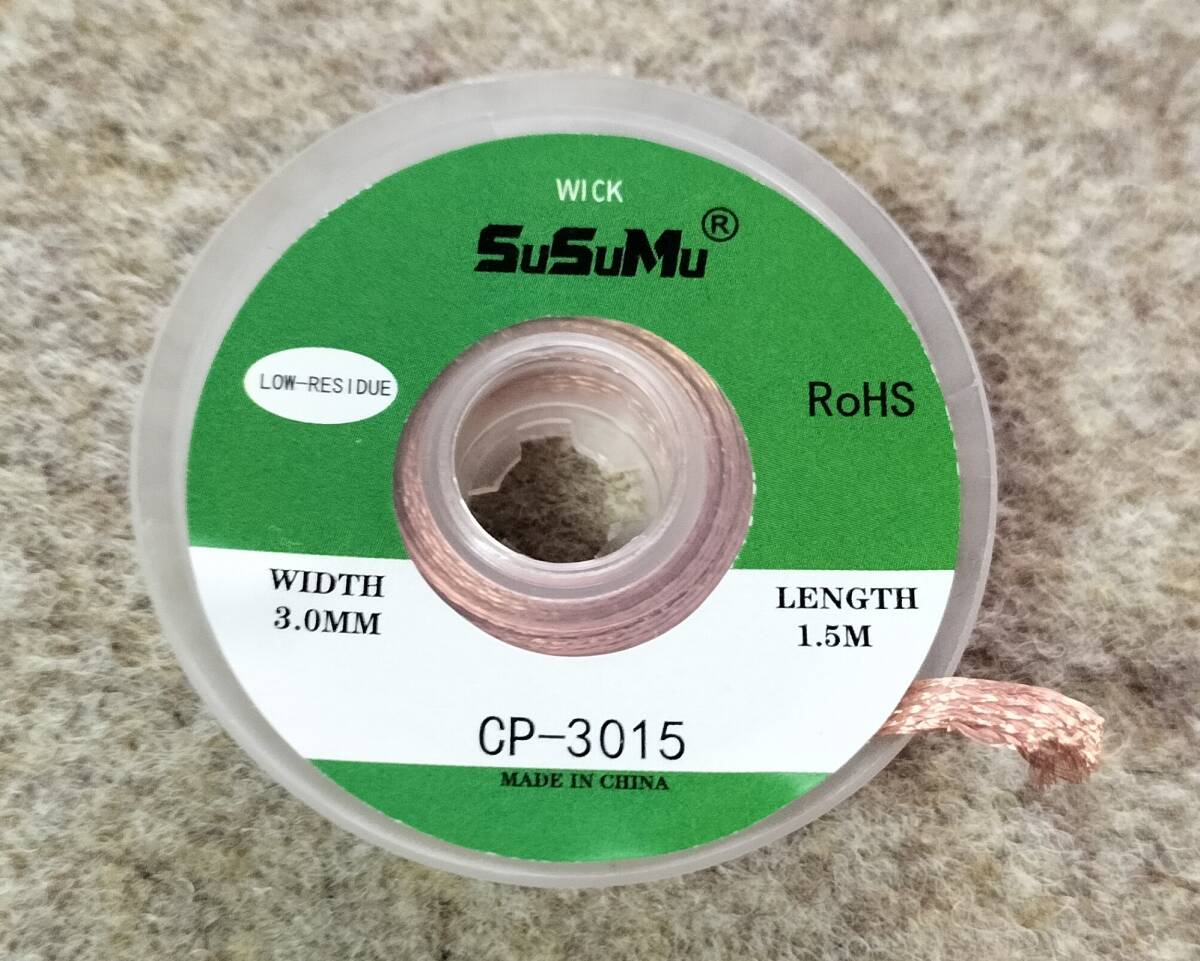 WICK
SuSuMu®
LOW-RESIDUE
RoHS
WIDTH
3.0MM
LENGTH
1.5M
CP-3015
MADE IN CHINA